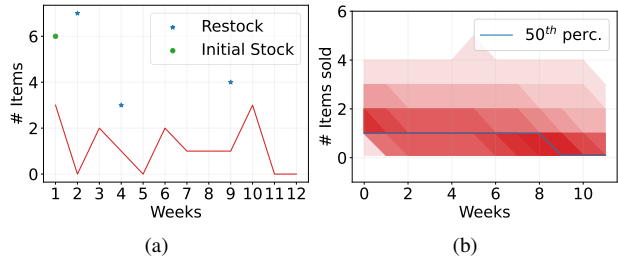 Restock
Initial Stock
# Items
6
4
2
0
1 2 3 4 5 6 7 8 9 10 11 12
Weeks
(a)
50th perc.
# Items sold
6
4
2
0
0 2 4 6 8 10
Weeks
(b)